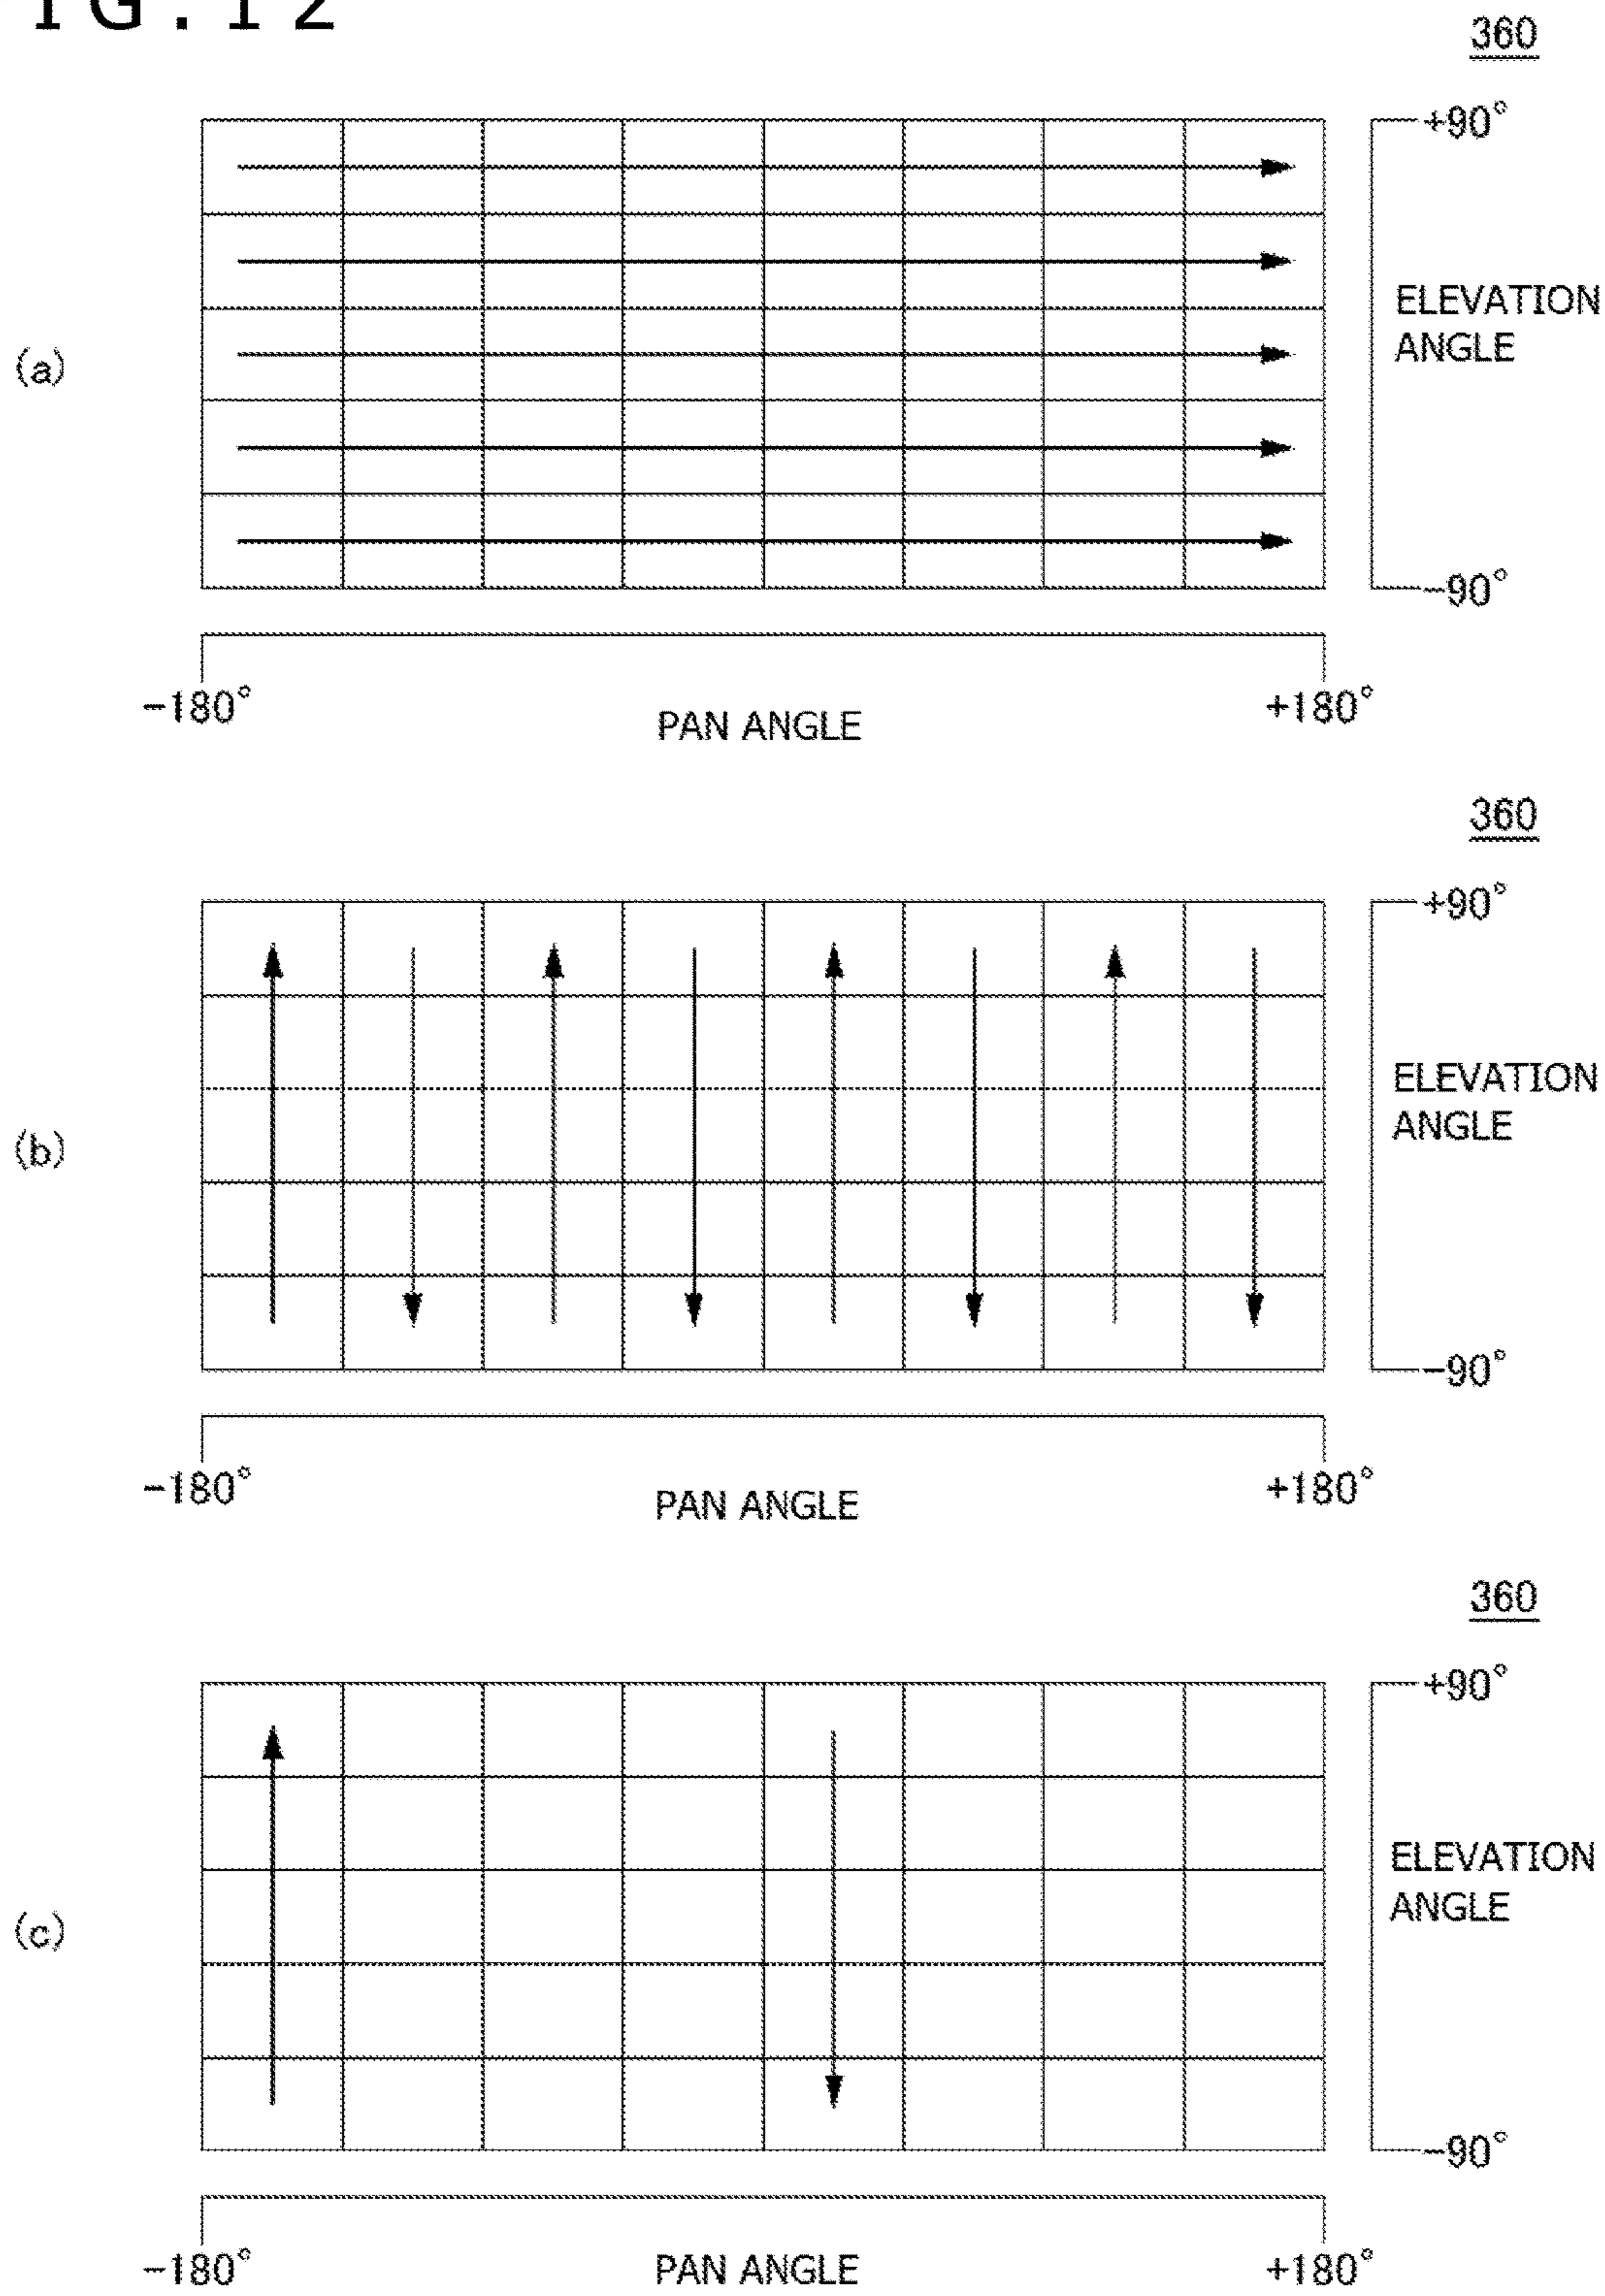 FIG.12
360
+90°
ELEVATION
ANGLE
(a)
-90°
-180°
PAN ANGLE
+180°
360
+90°
ELEVATION
ANGLE
(b)
-90°
-180°
PAN ANGLE
+180°
360
+90°
ELEVATION
ANGLE
(c)
-90°
-180°
PAN ANGLE
+180°